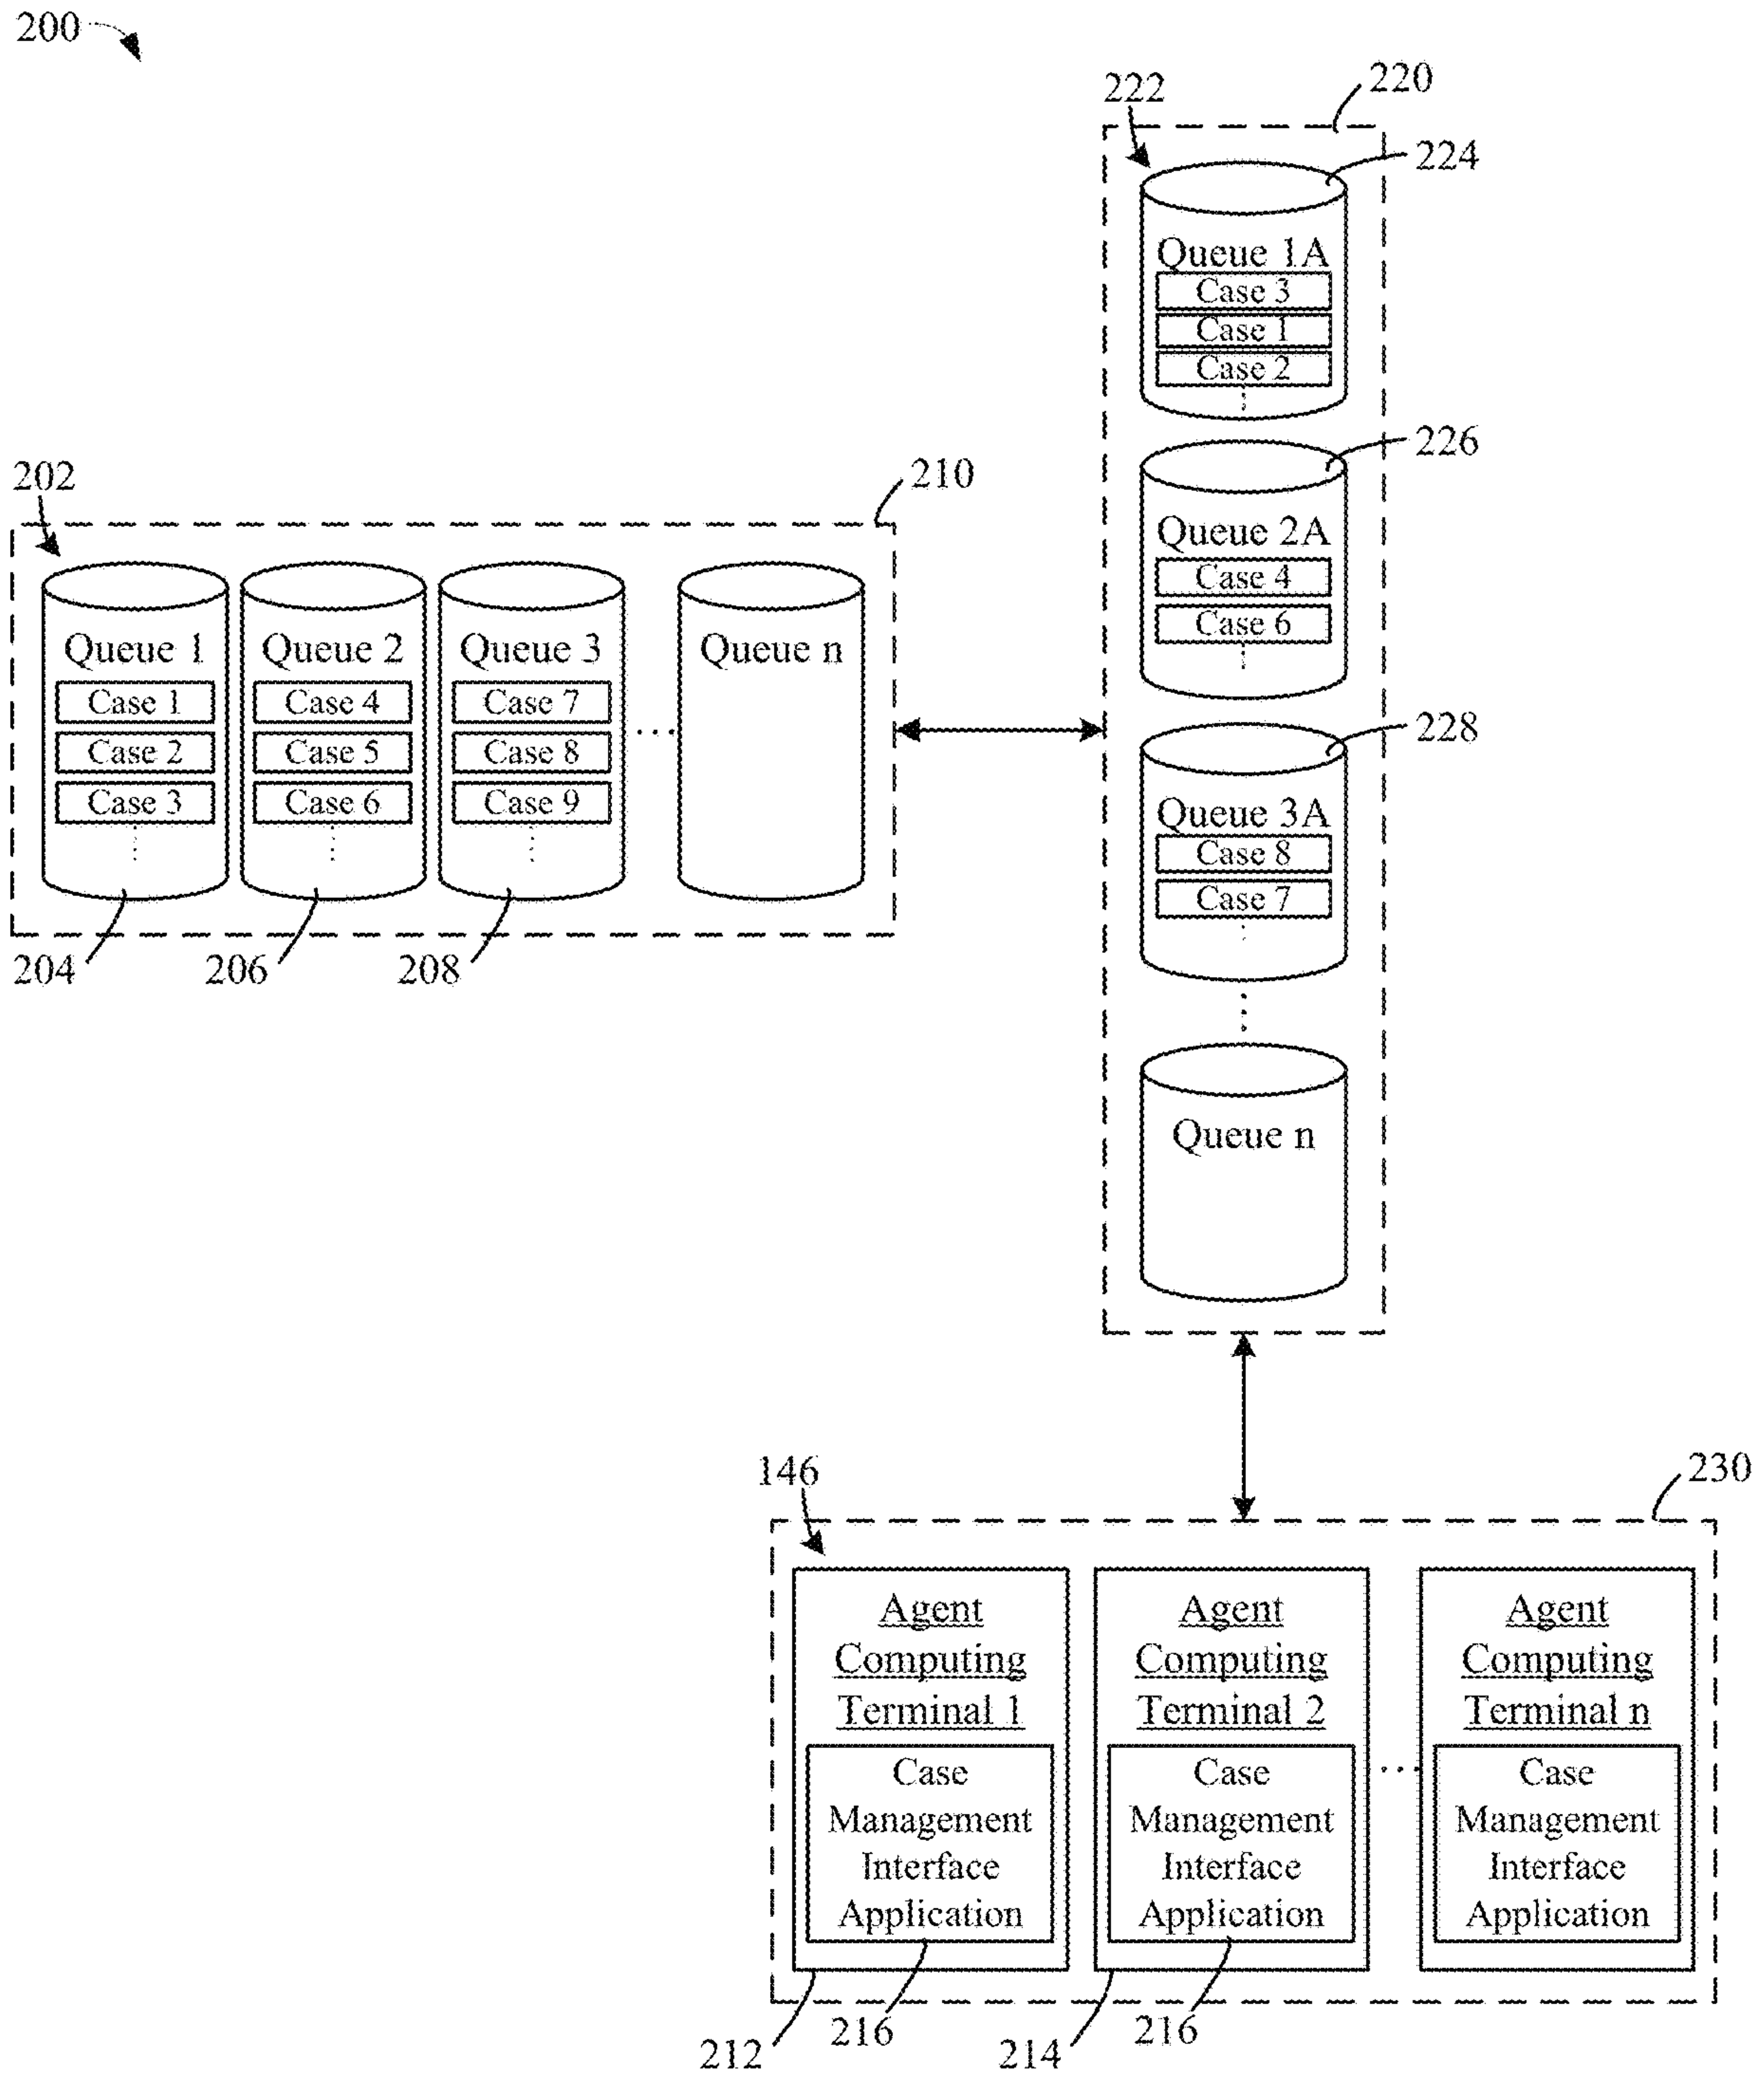 200
220
222
224
Queue 1A
Case 3
Case 1
Case 2
226
Queue 2A
Case 4
Case 6
228
Queue 3A
Case 8
Case 7
Queue n
202
210
Queue 1
Case 1
Case 2
Case 3
Queue 2
Case 4
Case 5
Case 6
Queue 3
Case 7
Case 8
Case 9
...
Queue n
204
206
208
146
230
Agent
Computing
Terminal 1
Case
Management
Interface
Application
Agent
Computing
Terminal 2
Case
Management
Interface
Application
...
Agent
Computing
Terminal n
Case
Management
Interface
Application
212
216
214
216